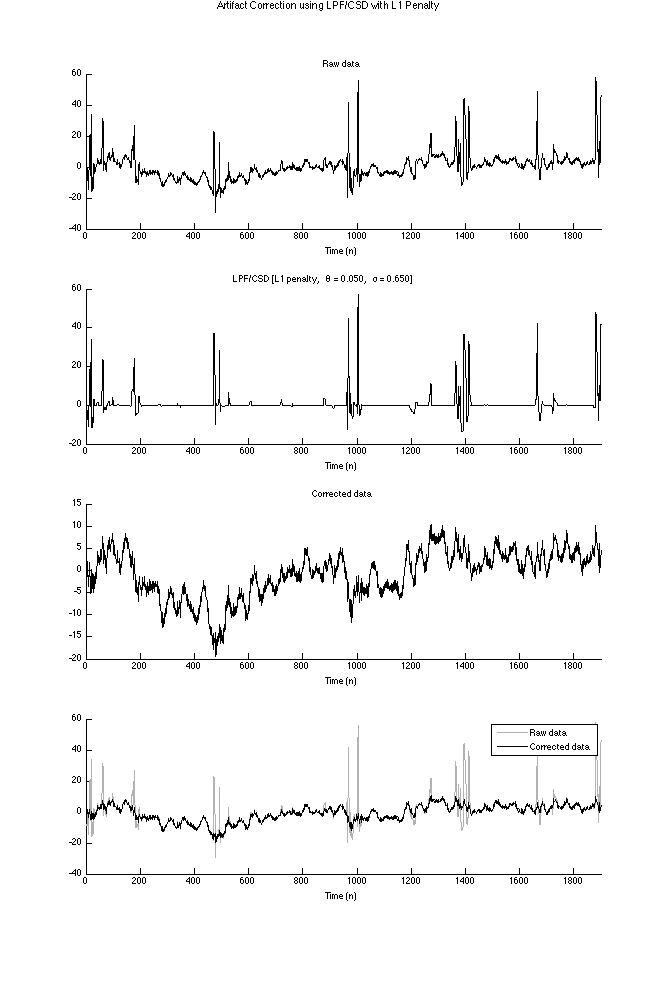 Artifact Correction using LPF/CSD with L1 Penalty
Raw data
60
40
20
0
-20
-40
0 200 400 600 800 1000 1200 1400 1600 1800
Time (n)
LPF/CSD [L1 penalty, θ = 0.050, σ = 0.650]
60
40
20
0
-20
0 200 400 600 800 1000 1200 1400 1600 1800
Time (n)
Corrected data
15
10
5
0
-5
-10
-15
-20
0 200 400 600 800 1000 1200 1400 1600 1800
Time (n)
60
40
20
0
-20
-40
Raw data
Corrected data
0 200 400 600 800 1000 1200 1400 1600 1800
Time (n)